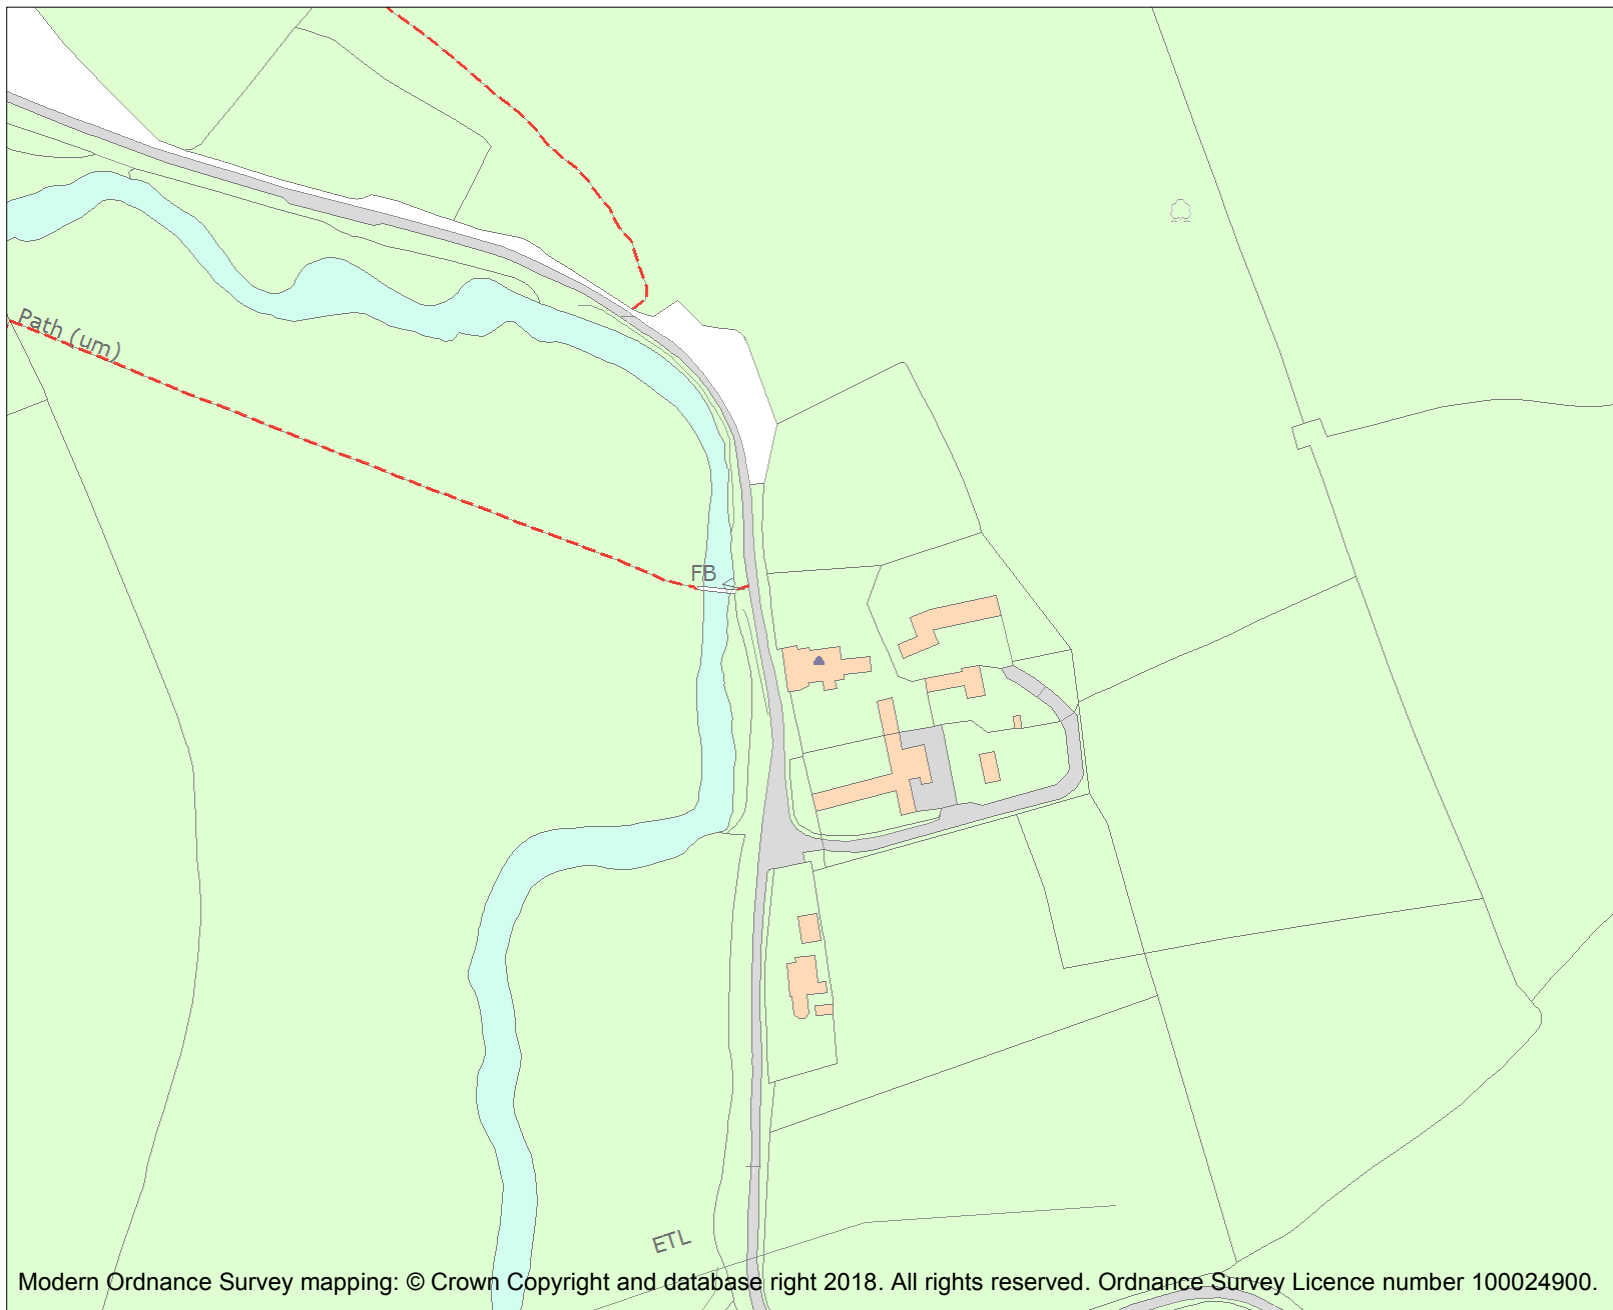 Path (um)
FB
ETL
Modern Ordnance Survey mapping: © Crown Copyright and database right 2018. All rights reserved. Ordnance Survey Licence number 100024900.